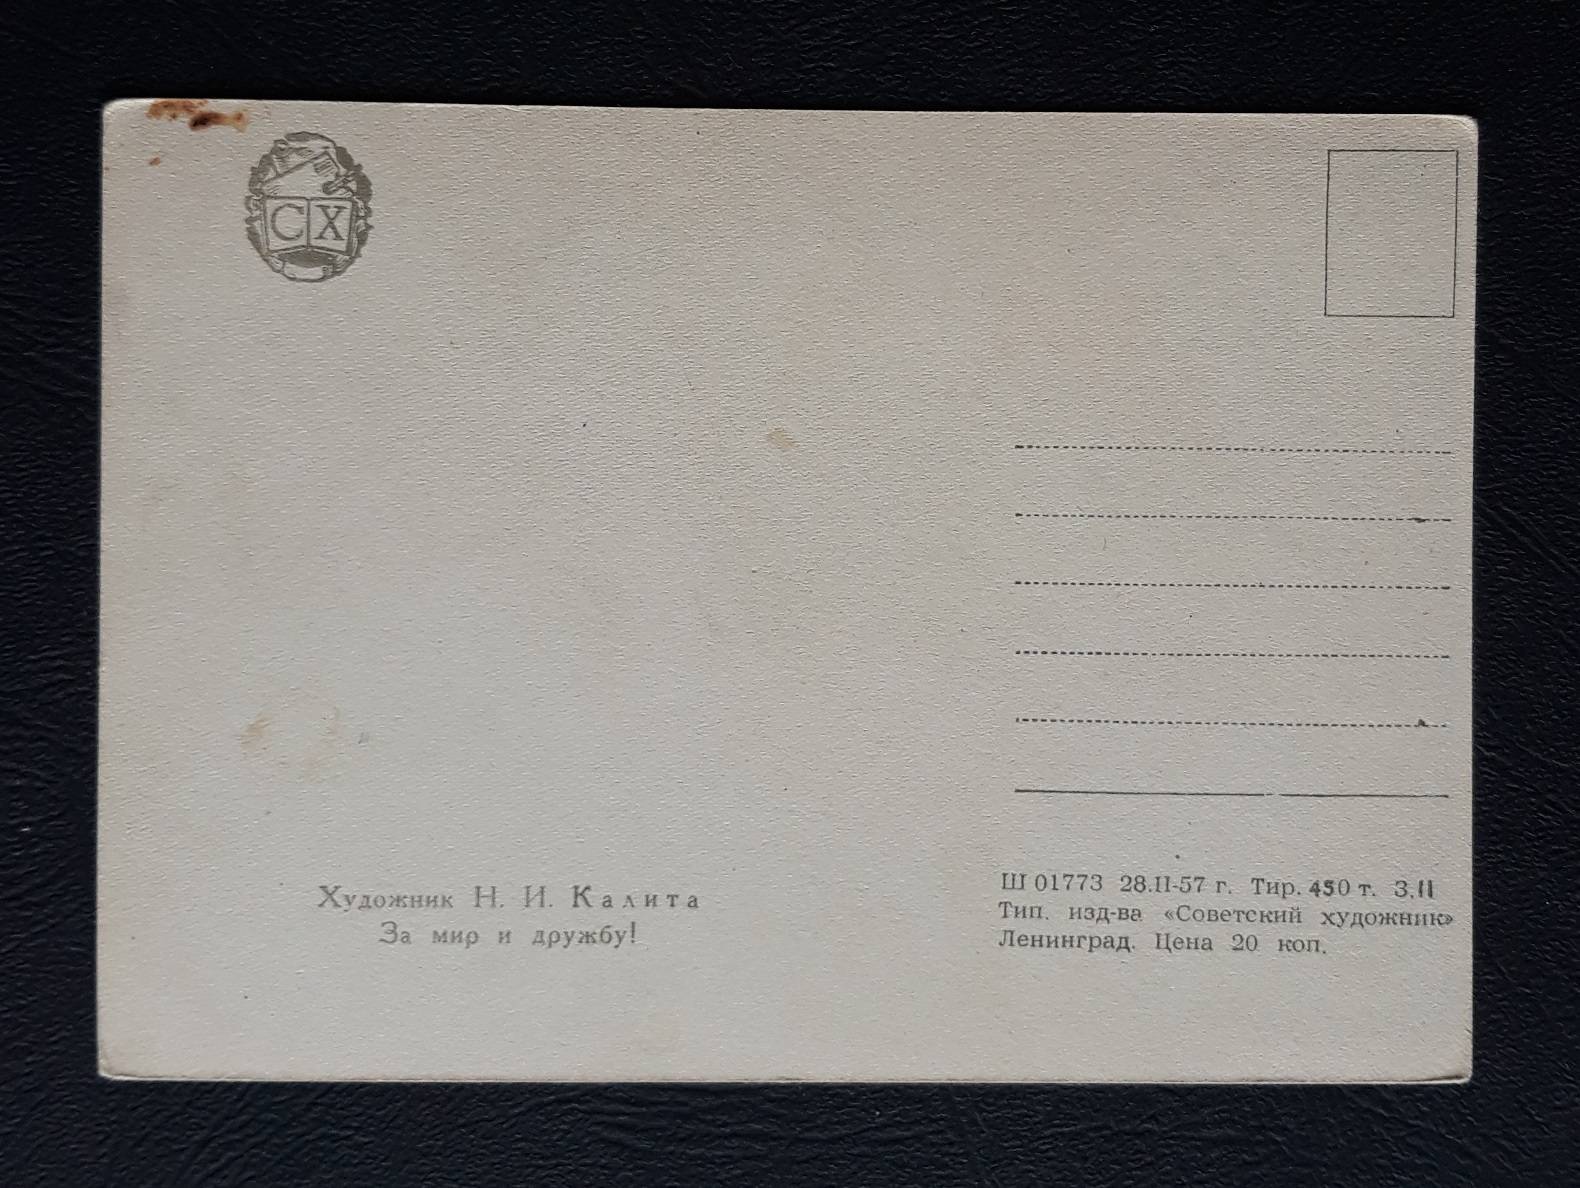 СХ
Художник Н. И. Калита
За мир и дружбу!
Ш 01773 28.II-57 г. Тир. 450 т. З.11
Тип. изд-ва «Советский художник»
Ленинград. Цена 20 коп.